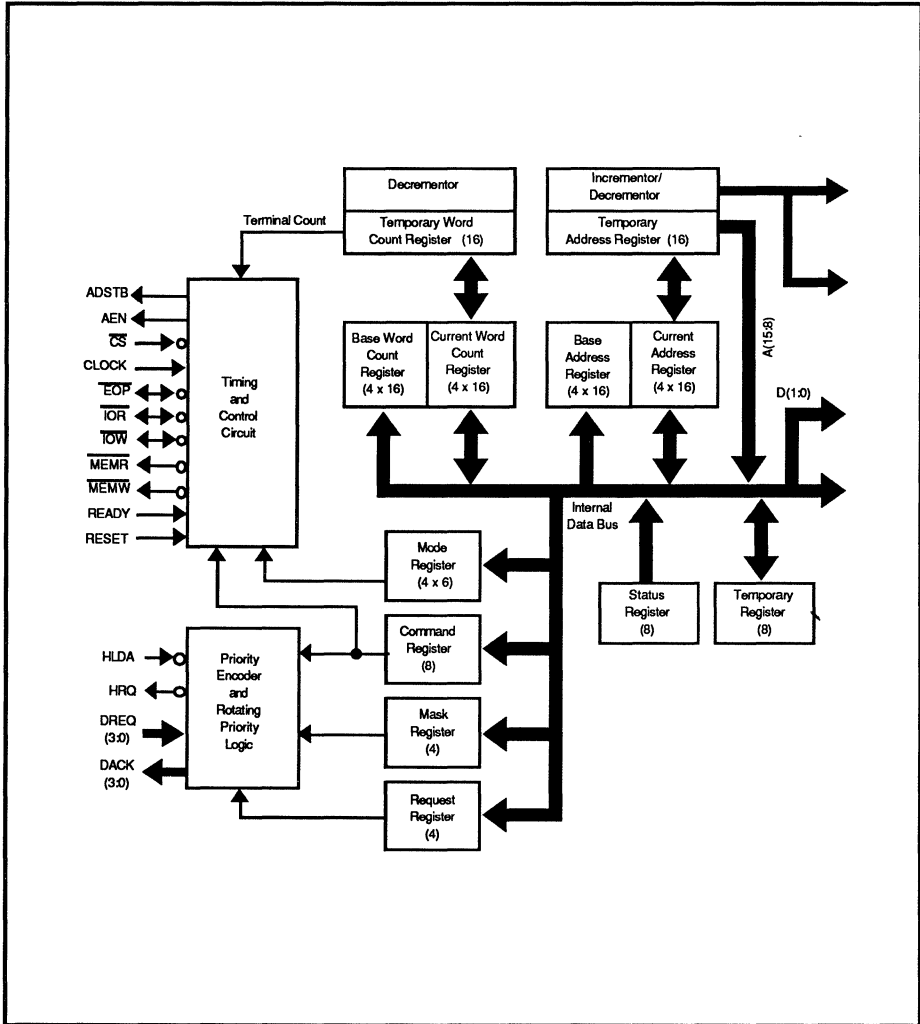 Decrementor
Temporary Word
Count Register (16)
Incrementor/
Decrementor
Temporary
Address Register (16)
Terminal Count
ADSTB
AEN
CS
CLOCK
EOP
IOR
IOW
MEMR
MEMW
READY
RESET
Timing
and
Control
Circuit
Base Word
Count
Register
(4 x 16)
Current Word
Count
Register
(4 x 16)
Base
Address
Register
(4 x 16)
Current
Address
Register
(4 x 16)
A(15:8)
D(1:0)
Internal
Data Bus
Mode
Register
(4 x 6)
Status
Register
(8)
Temporary
Register
(8)
HLDA
HRQ
DREQ
(3:0)
DACK
(3:0)
Priority
Encoder
and
Rotating
Priority
Logic
Command
Register
(8)
Mask
Register
(4)
Request
Register
(4)